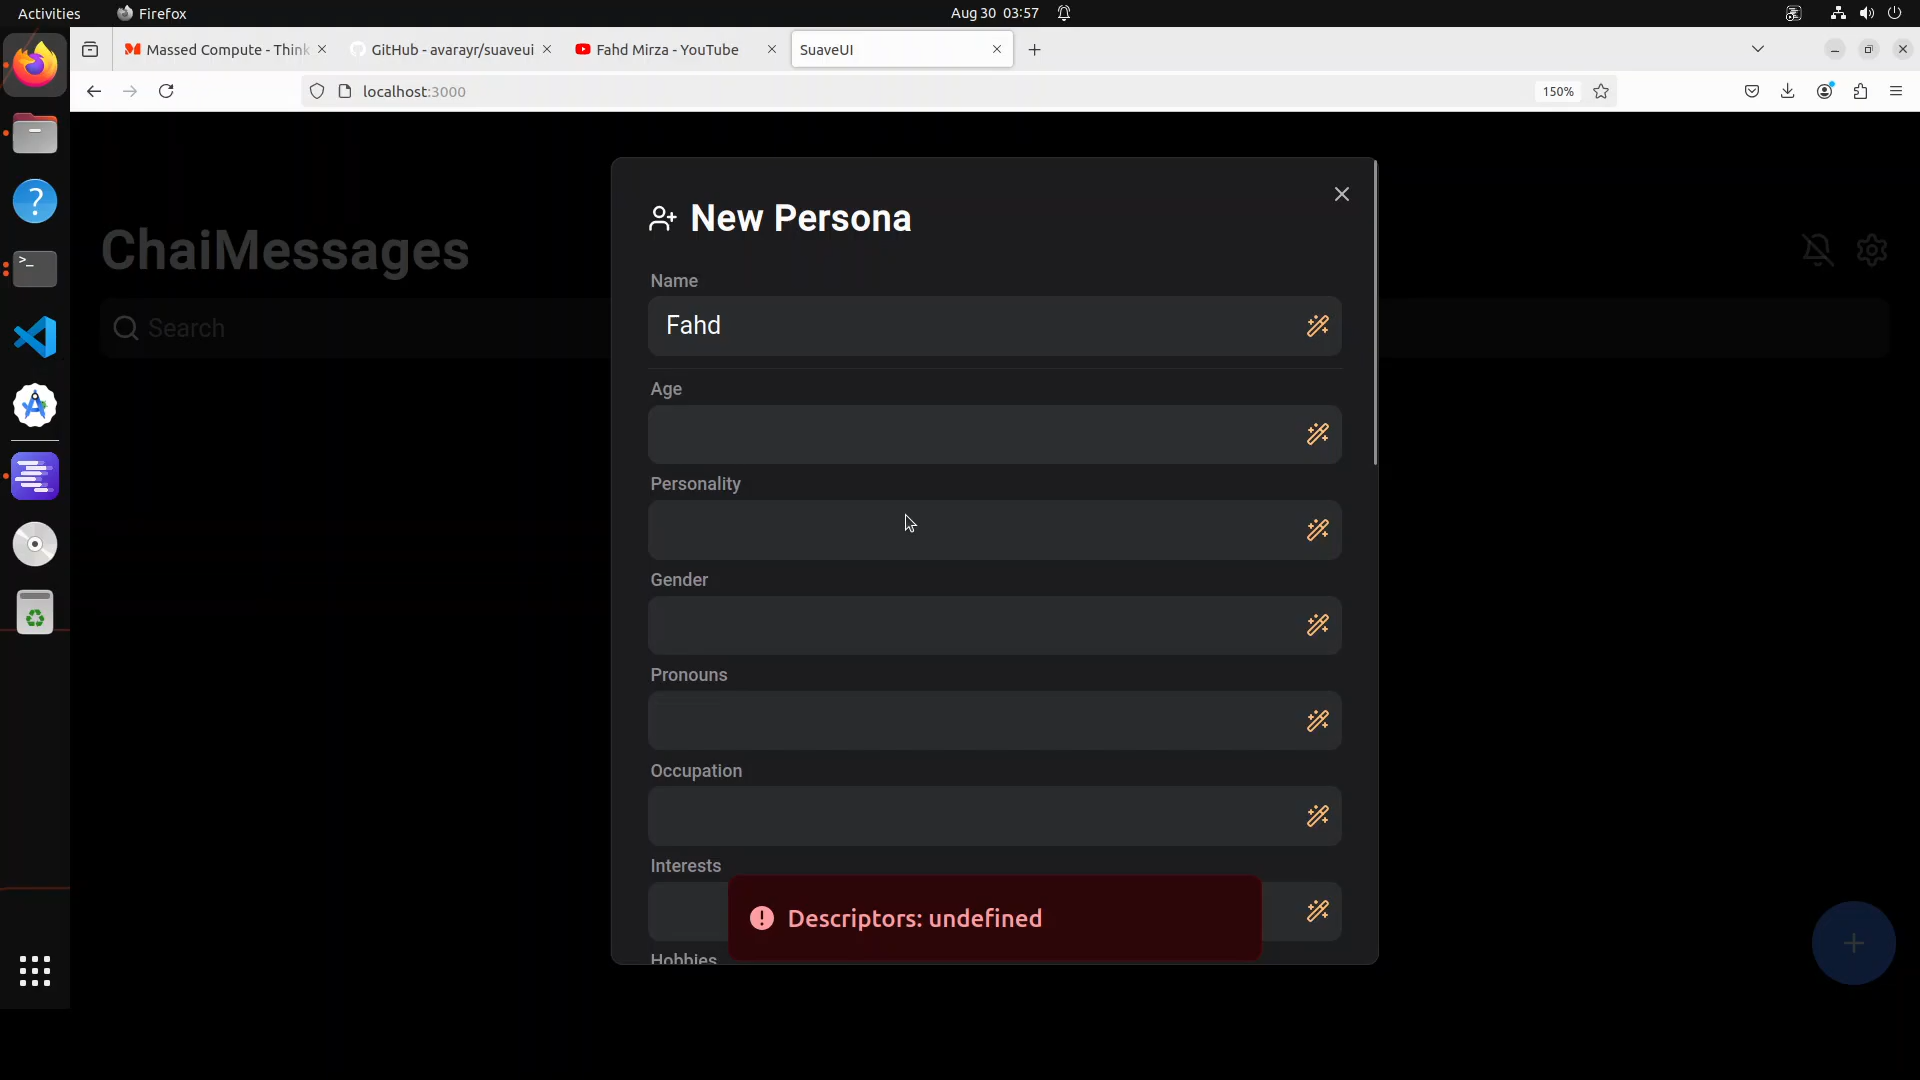 Activities
Firefox
Aug 30 03:57
Massed Compute - Think
GitHub - avarayr/suaveui
Fahd Mirza - YouTube
SuaveUI
localhost:3000
150%
New Persona
ChaiMessages
Search
Name
Fahd
Age
Personality
Gender
Pronouns
Occupation
Interests
Descriptors: undefined
Hobbies